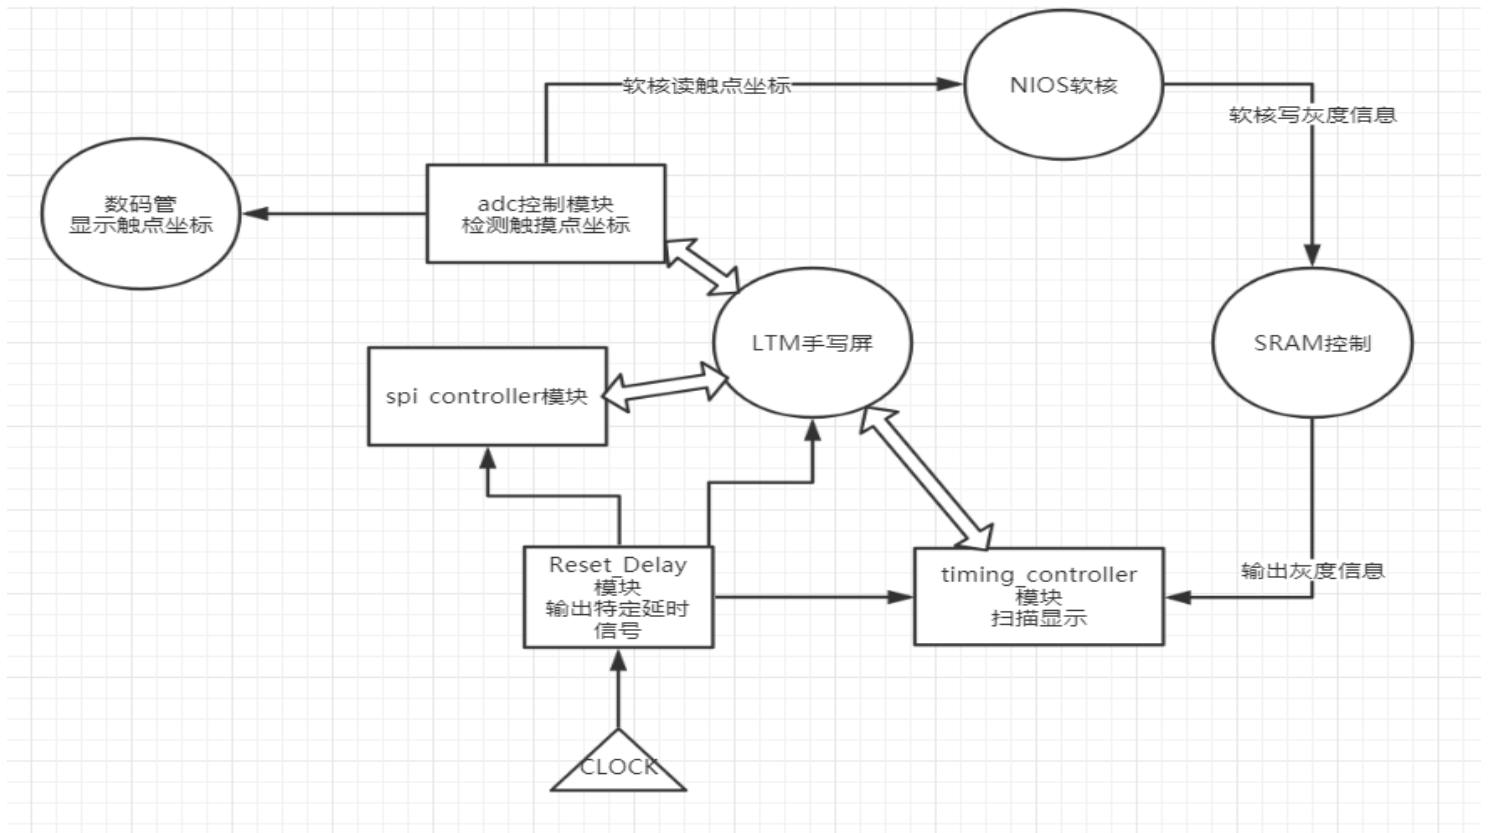 软核读触点坐标
NIOS软核
软核写灰度信息
数码管
显示触点坐标
adc控制模块
检测触摸点坐标
LTM手写屏
SRAM控制
spi_controller模块
Reset_Delay
模块
输出特定延时
信号
timing_controller
模块
扫描显示
输出灰度信息
CLOCK